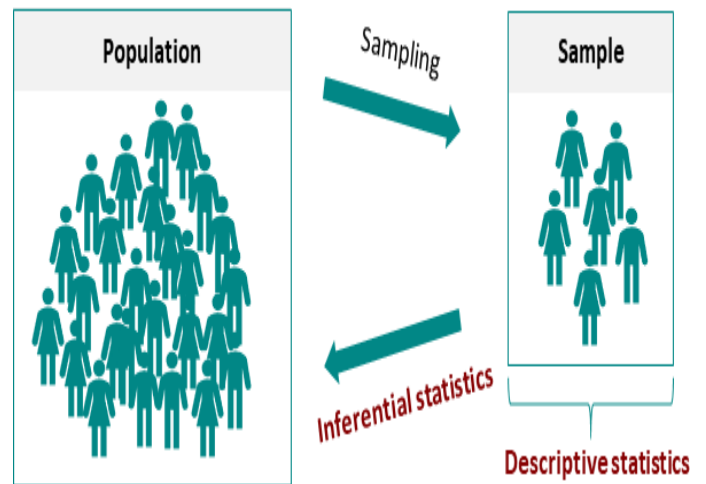 Population
Sampling
Sample
Inferential statistics
Descriptive statistics